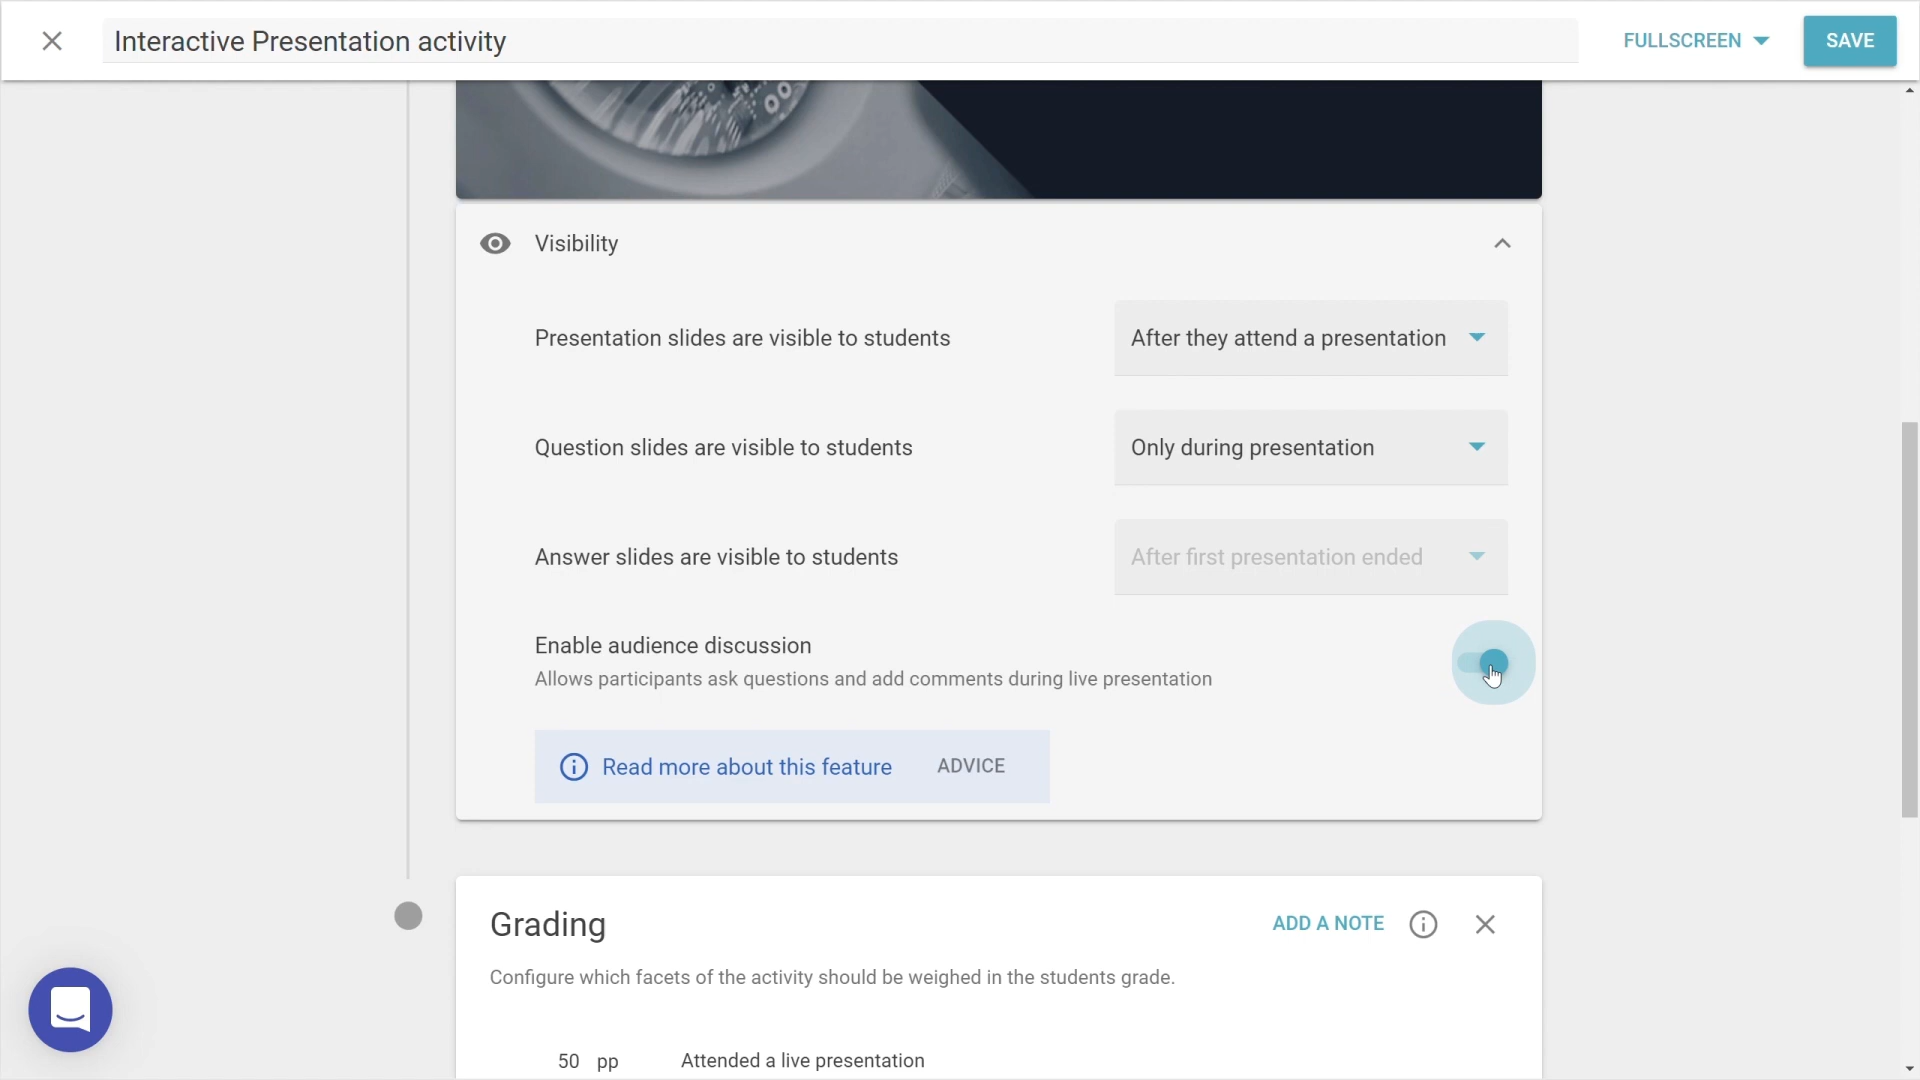 Interactive Presentation activity
FULLSCREEN
SAVE
Visibility
Presentation slides are visible to students
After they attend a presentation
Question slides are visible to students
Only during presentation
Answer slides are visible to students
After first presentation ended
Enable audience discussion
Allows participants ask questions and add comments during live presentation
Read more about this feature
ADVICE
Grading
ADD A NOTE
Configure which facets of the activity should be weighed in the students grade.
50 pp Attended a live presentation